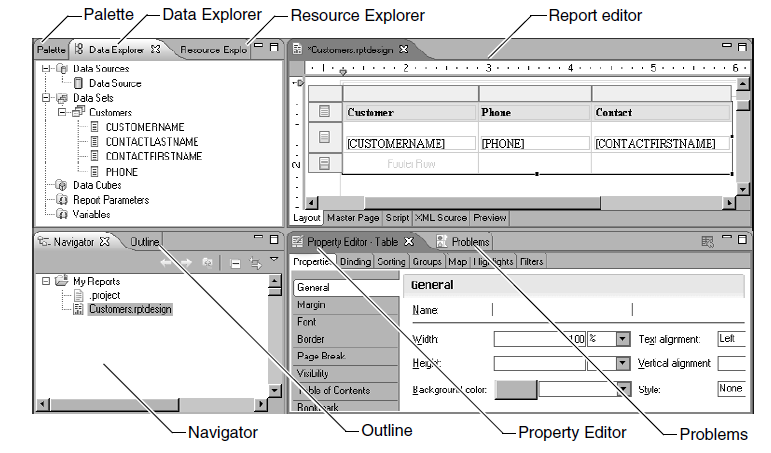 Palette
Data Explorer
Resource Explorer
Report editor
Palette
Data Explorer
Resource Explo
*Customers.rptdesign
Data Sources
Data Source
Data Sets
Customers
CUSTOMERNAME
CONTACTLASTNAME
CONTACTFIRSTNAME
PHONE
Data Cubes
Report Parameters
Variables
2 3 4 5 6
Customer Phone Contact
[CUSTOMERNAME] [PHONE] [CONTACTFIRSTNAME]
2
Footer Row
Layout Master Page Script XML Source Preview
Navigator
Outline
My Reports
.project
Customers.rptdesign
Property Editor - Table
Problems
Properties Binding Sorting Groups Map Highlights Filters
General
Margin
Font
Border
Page Break
Visibility
Table of Contents
Bookmark
General
Name:
Width: 100 % Text alignment: Left
Height: Vertical alignment
Background color: Style: None
Navigator
Outline
Property Editor
Problems